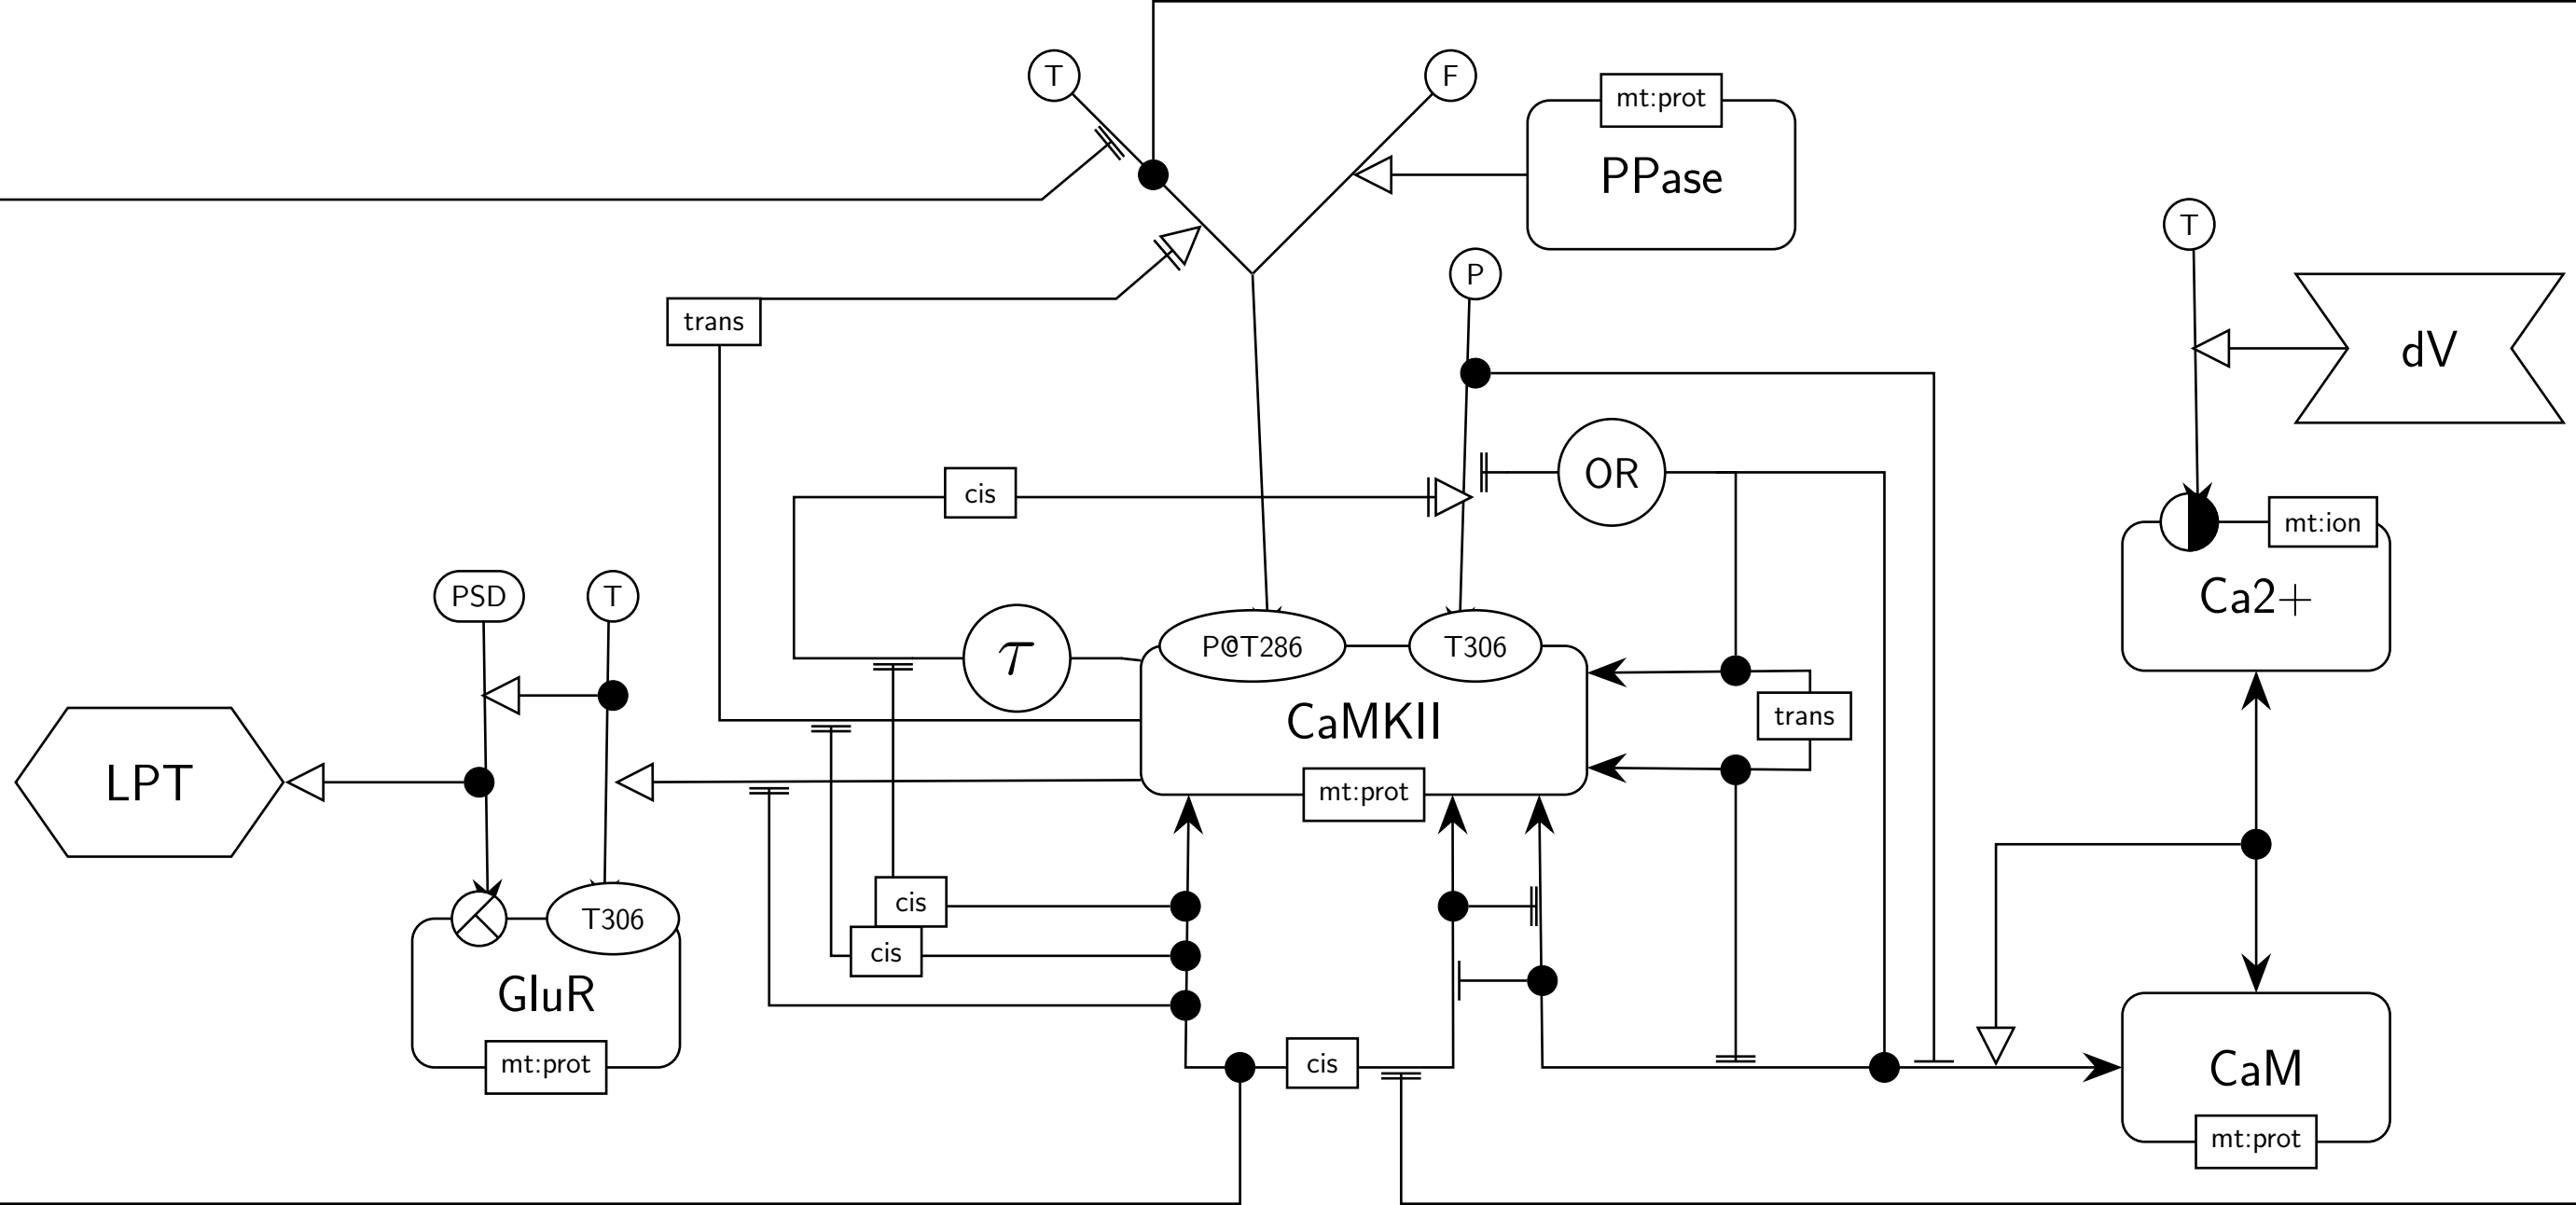 T
F
mt:prot
PPase
T
P
trans
dV
OR
cis
mt:ion
Ca2+
PSD
T
τ
P@T286
T306
CaMKII
trans
LPT
mt:prot
cis
T306
cis
GluR
mt:prot
cis
CaM
mt:prot